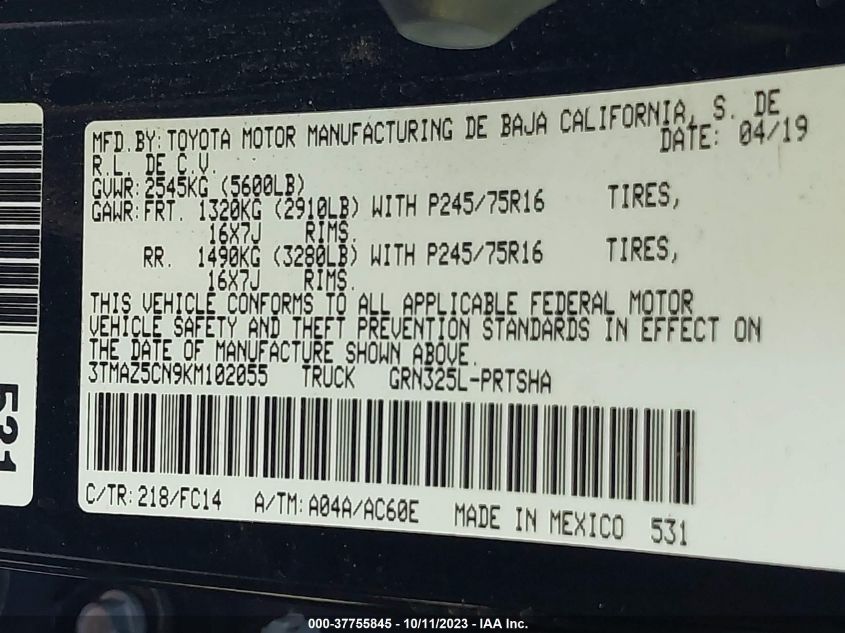 MFD.BY:TOYOTA MOTOR MANUFACTURING DE BAJA CALIFORNIA, S. DE
R.L. DE C.V. DATE: 04/19
GVWR:2545KG (5600LB)
GAWR:FRT. 1320KG (2910LB) WITH P245/75R16 TIRES,
16X7J RIMS.
RR. 1490KG (3280LB) WITH P245/75R16 TIRES,
16X7J RIMS.
THIS VEHICLE CONFORMS TO ALL APPLICABLE FEDERAL MOTOR
VEHICLE SAFETY AND THEFT PREVENTION STANDARDS IN EFFECT ON
THE DATE OF MANUFACTURE SHOWN ABOVE.
3TMAZ5CN9KM102055 TRUCK GRN325L-PRTSHA
C/TR:218/FC14 A/TM:A04A/AC60E MADE IN MEXICO 531
531
000-37755845 - 10/11/2023 - IAA Inc.